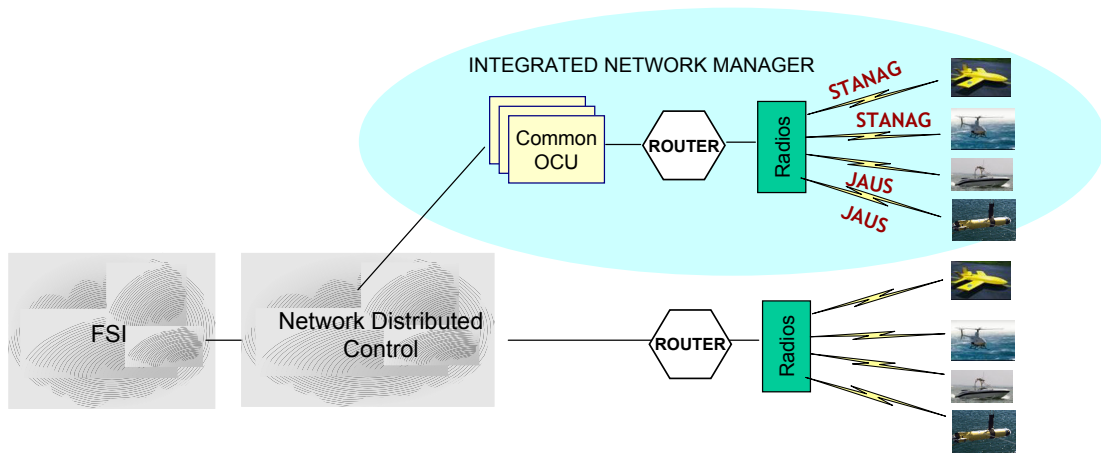 INTEGRATED NETWORK MANAGER
STANAG
STANAG
Common
OCU
ROUTER
Radios
JAUS
JAUS
FSI
Network Distributed
Control
ROUTER
Radios